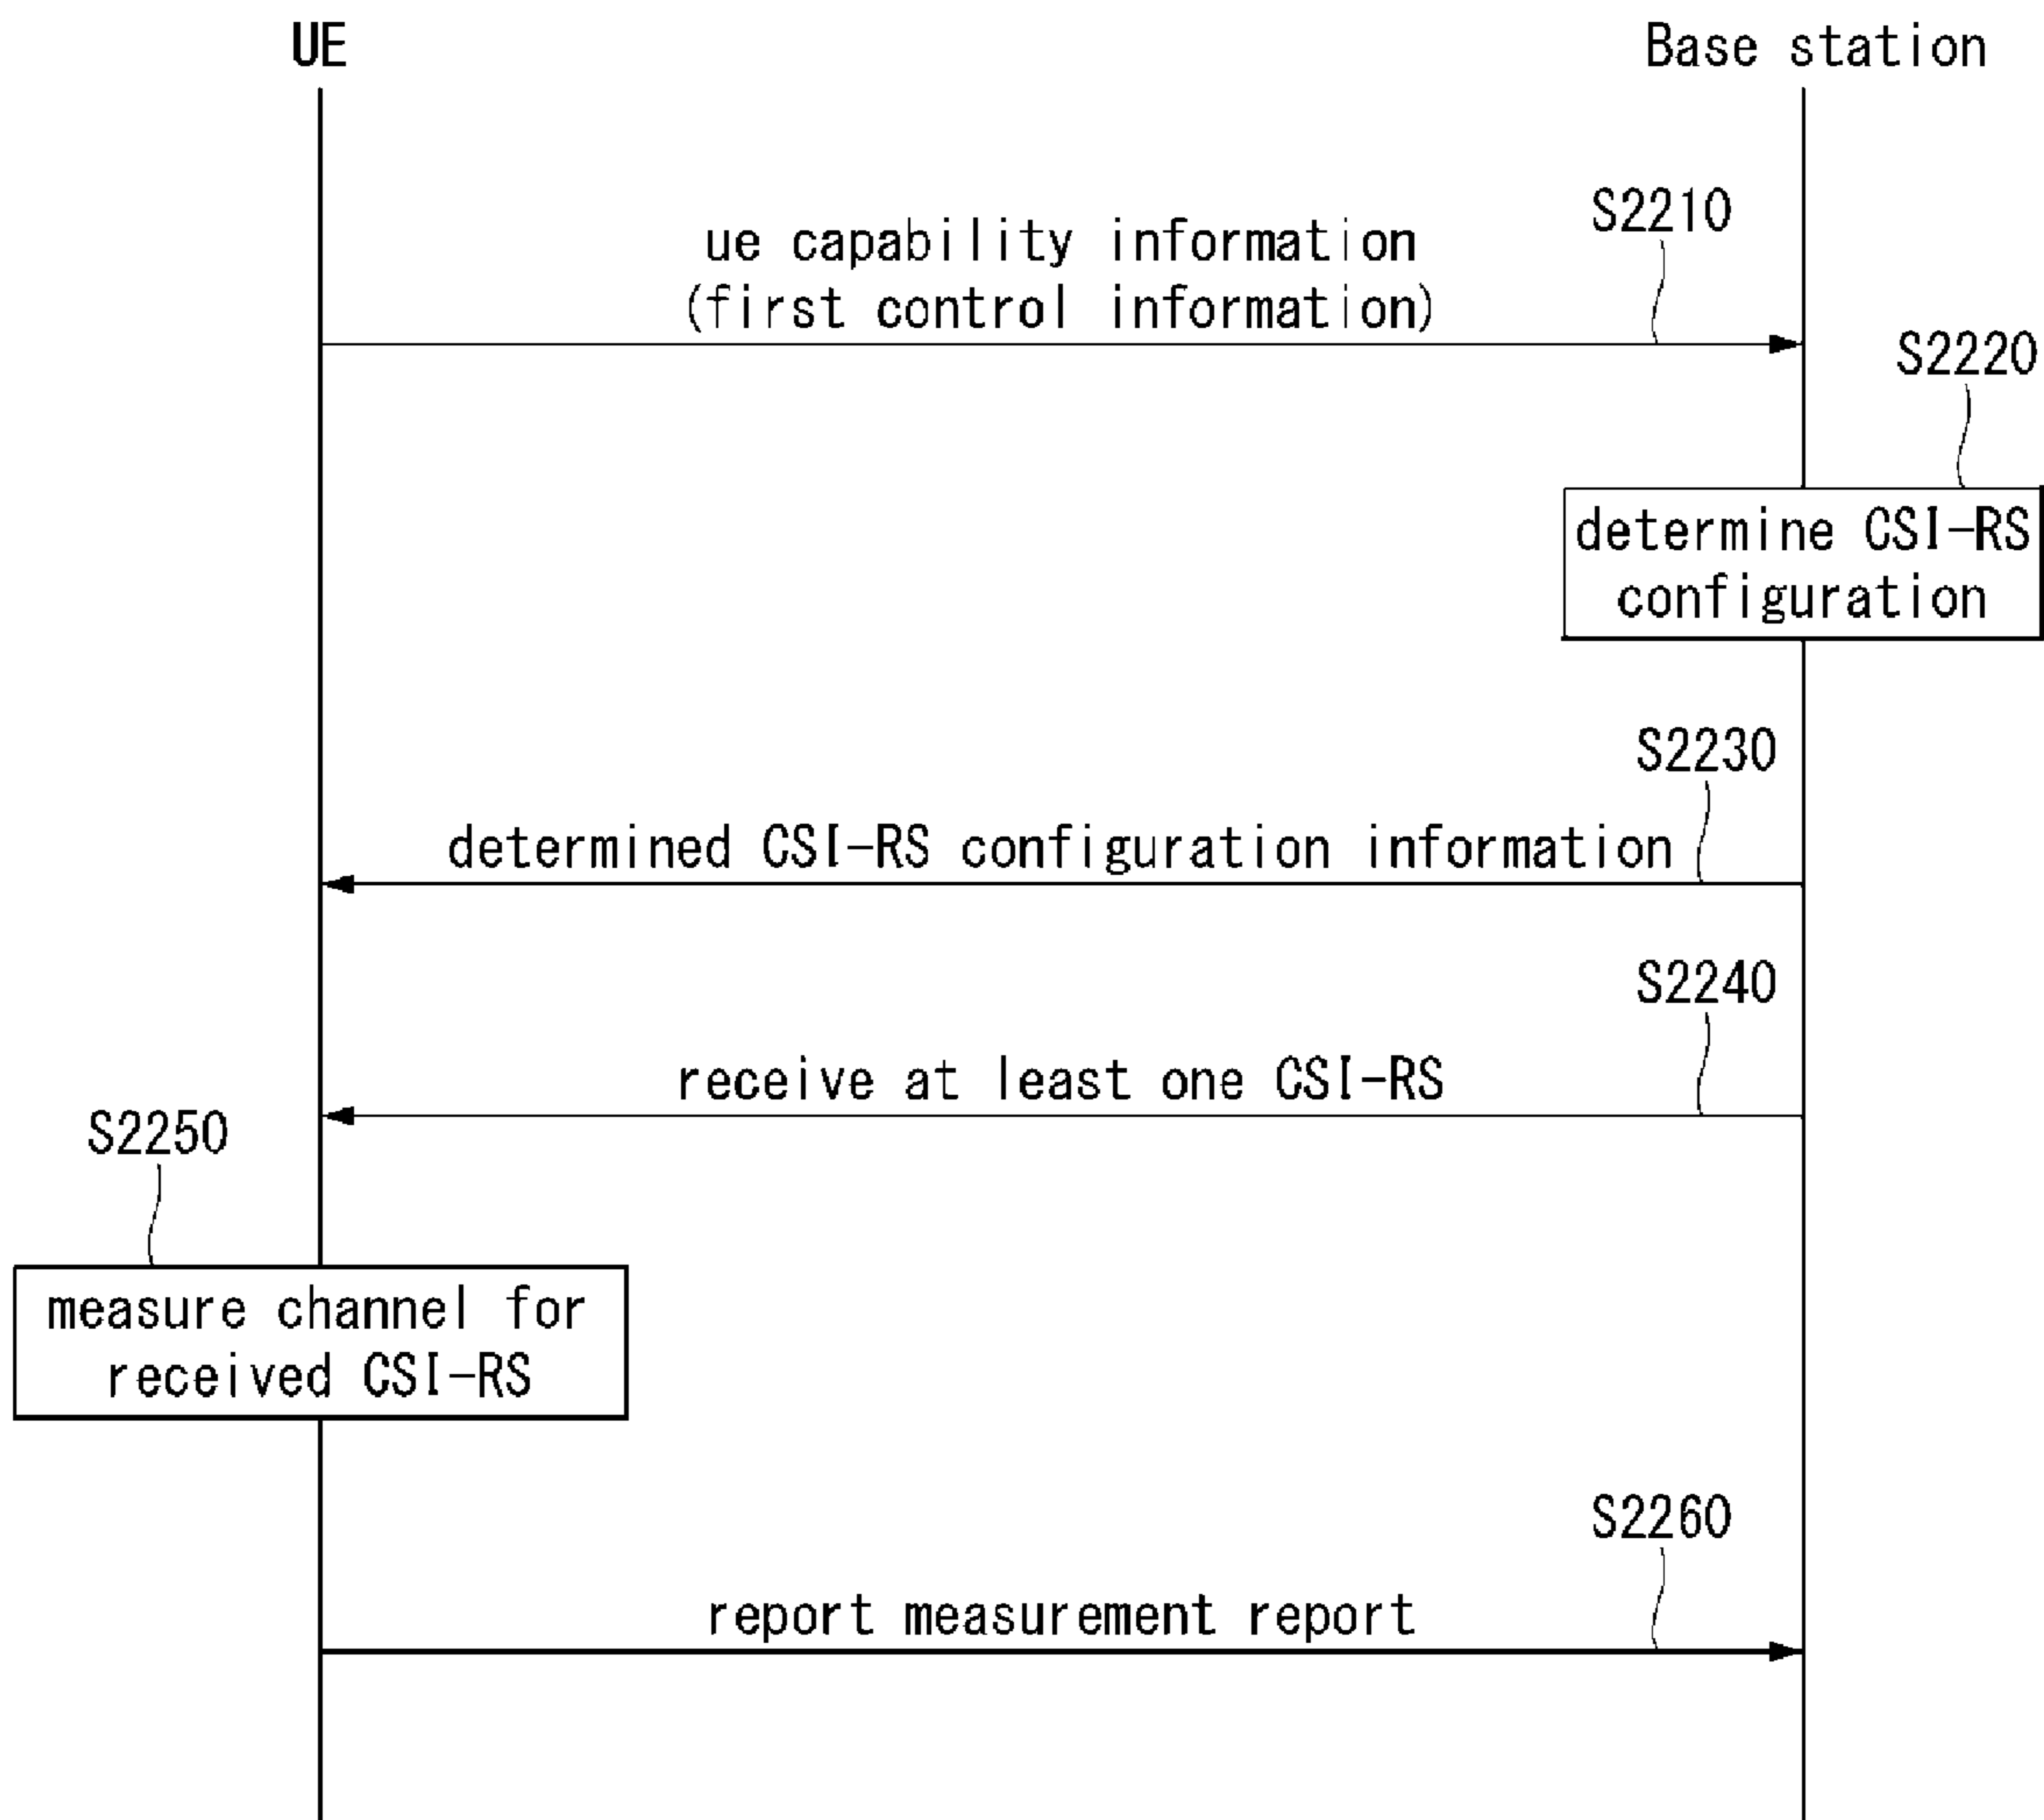 UE
Base station
S2210
ue capability information
(first control information)
S2220
determine CSI-RS
configuration
S2230
determined CSI-RS configuration information
S2240
receive at least one CSI-RS
S2250
measure channel for
received CSI-RS
S2260
report measurement report